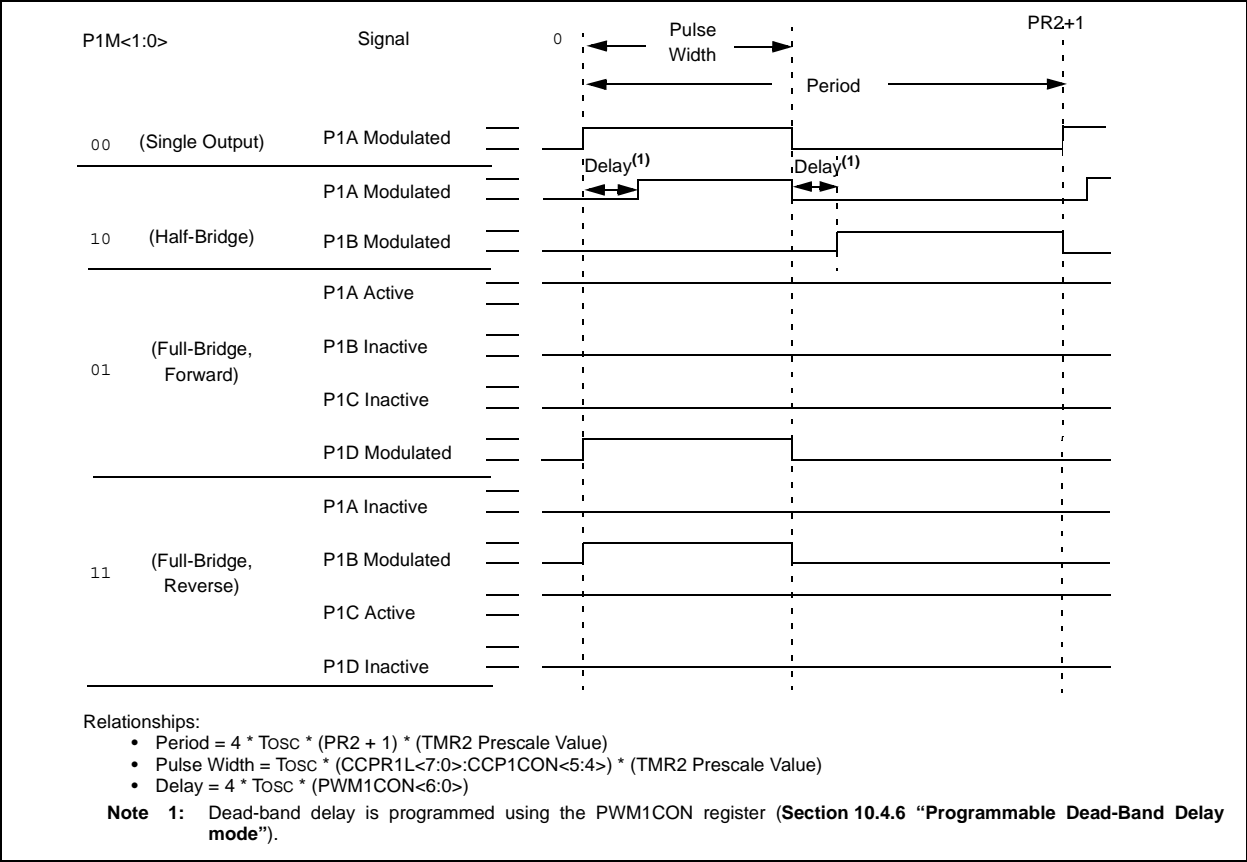 P1M<1:0> Signal 0 Pulse Width PR2+1
Period
00 (Single Output) P1A Modulated
Delay(1) Delay(1)
P1A Modulated
10 (Half-Bridge) P1B Modulated
P1A Active
01 (Full-Bridge, Forward) P1B Inactive
P1C Inactive
P1D Modulated
P1A Inactive
11 (Full-Bridge, Reverse) P1B Modulated
P1C Active
P1D Inactive
Relationships:
• Period = 4 * TOSC * (PR2 + 1) * (TMR2 Prescale Value)
• Pulse Width = TOSC * (CCPR1L<7:0>:CCP1CON<5:4>) * (TMR2 Prescale Value)
• Delay = 4 * TOSC * (PWM1CON<6:0>)
Note 1: Dead-band delay is programmed using the PWM1CON register (Section 10.4.6 “Programmable Dead-Band Delay
mode”).